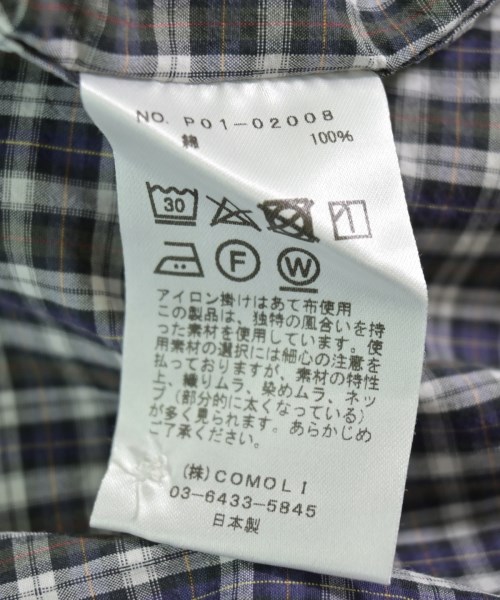 NO. P01-02008
綿 100%
30
F
W
アイロン掛けはあて布使用
この製品は、独特の風合いを持
った素材を使用しています。使
用素材の選択には細心の注意を
払っておりますが、素材の特性
上、織りムラ、染めムラ、ネッ
プ（部分的に太くなっている）
が多く見られます。あらかじめ
ご了承ください。
(株)COMOLI
03-6433-5845
日本製